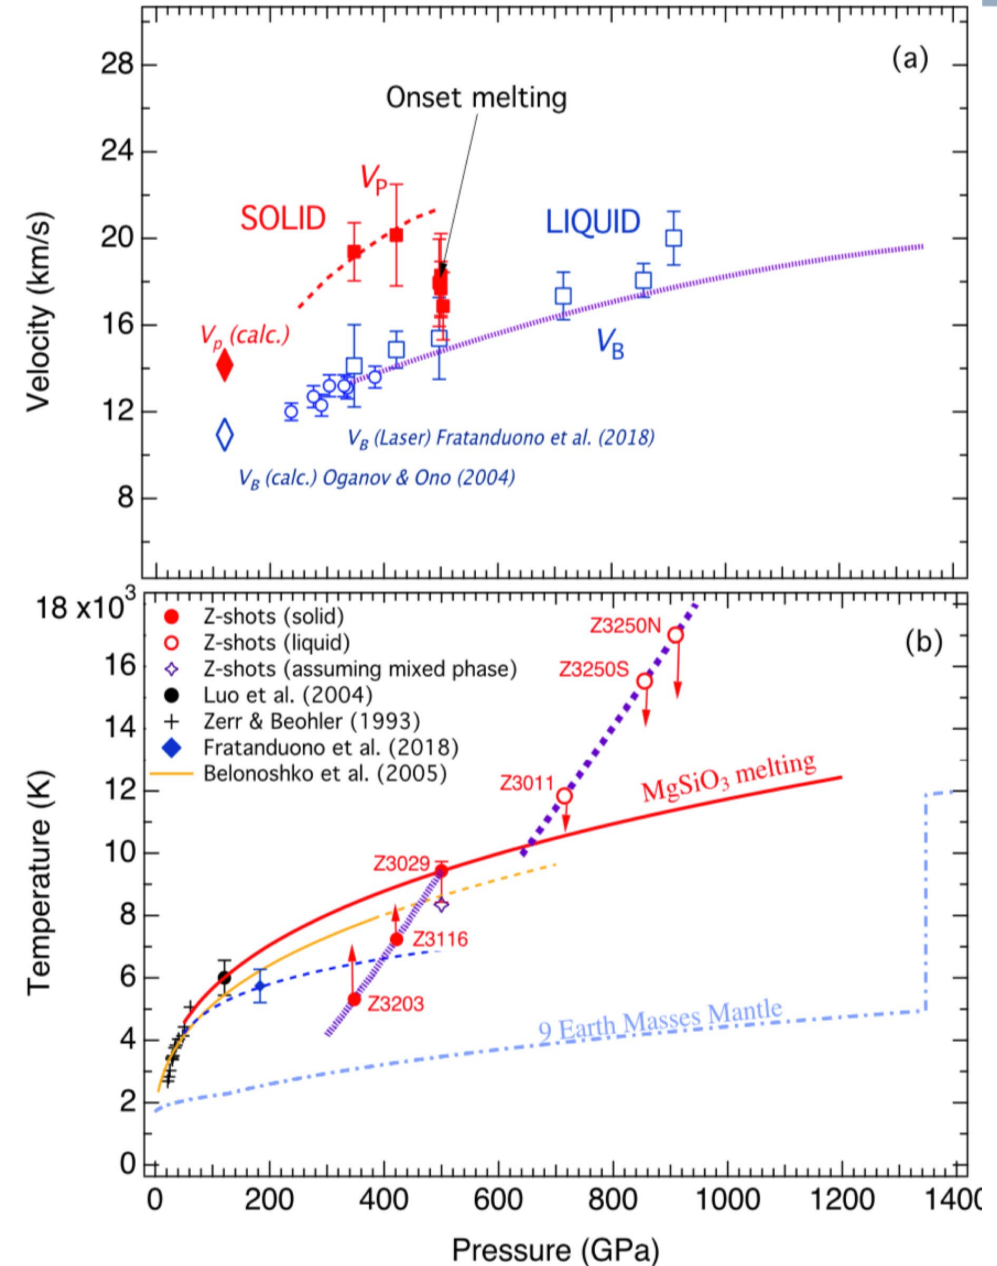 (a)
28
24
20
16
12
8
Velocity (km/s)
Onset melting
V_P
SOLID
LIQUID
V_p (calc.)
V_B
V_B (Laser) Fratanduono et al. (2018)
V_B (calc.) Oganov & Ono (2004)
18 x10^3
16
14
12
10
8
6
4
2
0
Temperature (K)
(b)
Z-shots (solid)
Z-shots (liquid)
Z-shots (assuming mixed phase)
Luo et al. (2004)
Zerr & Beohler (1993)
Fratanduono et al. (2018)
Belonoshko et al. (2005)
Z3250N
Z3250S
Z3011
MgSiO3 melting
Z3029
Z3116
Z3203
9 Earth Masses Mantle
0 200 400 600 800 1000 1200 1400
Pressure (GPa)